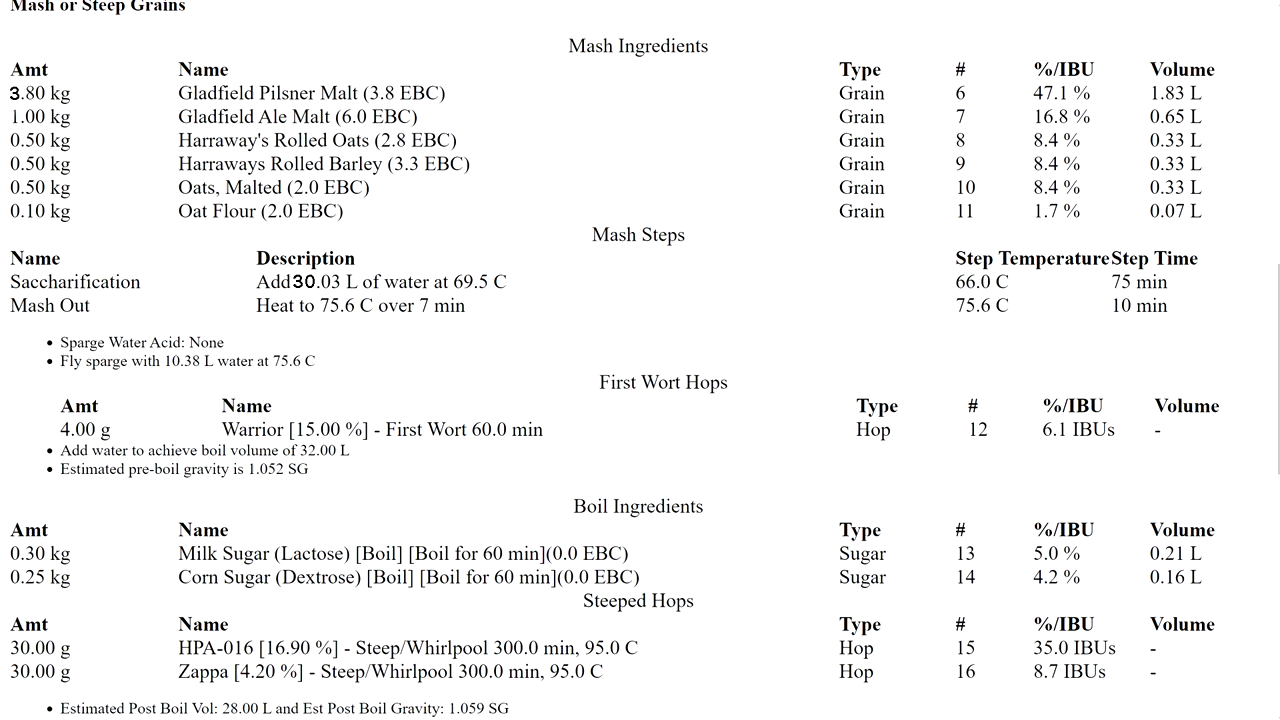 Mash or Steep Grains
Mash Ingredients
Amt Name Type # %/IBU Volume
3.80 kg Gladfield Pilsner Malt (3.8 EBC) Grain 6 47.1 % 1.83 L
1.00 kg Gladfield Ale Malt (6.0 EBC) Grain 7 16.8 % 0.65 L
0.50 kg Harraway's Rolled Oats (2.8 EBC) Grain 8 8.4 % 0.33 L
0.50 kg Harraways Rolled Barley (3.3 EBC) Grain 9 8.4 % 0.33 L
0.50 kg Oats, Malted (2.0 EBC) Grain 10 8.4 % 0.33 L
0.10 kg Oat Flour (2.0 EBC) Grain 11 1.7 % 0.07 L
Mash Steps
Name Description Step Temperature Step Time
Saccharification Add 30.03 L of water at 69.5 C 66.0 C 75 min
Mash Out Heat to 75.6 C over 7 min 75.6 C 10 min
• Sparge Water Acid: None
• Fly sparge with 10.38 L water at 75.6 C
First Wort Hops
Amt Name Type # %/IBU Volume
4.00 g Warrior [15.00 %] - First Wort 60.0 min Hop 12 6.1 IBUs -
• Add water to achieve boil volume of 32.00 L
• Estimated pre-boil gravity is 1.052 SG
Boil Ingredients
Amt Name Type # %/IBU Volume
0.30 kg Milk Sugar (Lactose) [Boil] [Boil for 60 min](0.0 EBC) Sugar 13 5.0 % 0.21 L
0.25 kg Corn Sugar (Dextrose) [Boil] [Boil for 60 min](0.0 EBC) Sugar 14 4.2 % 0.16 L
Steeped Hops
Amt Name Type # %/IBU Volume
30.00 g HPA-016 [16.90 %] - Steep/Whirlpool 300.0 min, 95.0 C Hop 15 35.0 IBUs -
30.00 g Zappa [4.20 %] - Steep/Whirlpool 300.0 min, 95.0 C Hop 16 8.7 IBUs -
• Estimated Post Boil Vol: 28.00 L and Est Post Boil Gravity: 1.059 SG